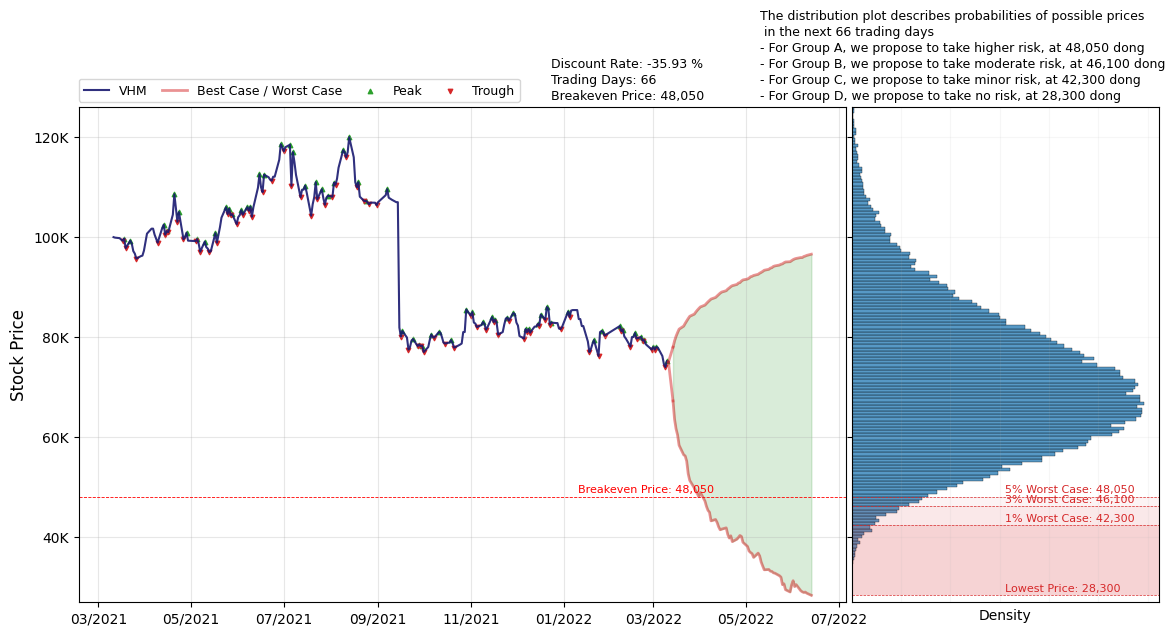 The distribution plot describes probabilities of possible prices
in the next 66 trading days
- For Group A, we propose to take higher risk, at 48,050 dong
- For Group B, we propose to take moderate risk, at 46,100 dong
- For Group C, we propose to take minor risk, at 42,300 dong
- For Group D, we propose to take no risk, at 28,300 dong
Discount Rate: -35.93 %
Trading Days: 66
Breakeven Price: 48,050
VHM Best Case / Worst Case Peak Trough
120K
100K
80K
60K
40K
Stock Price
Breakeven Price: 48,050
5% Worst Case: 48,050
3% Worst Case: 46,100
1% Worst Case: 42,300
Lowest Price: 28,300
03/2021 05/2021 07/2021 09/2021 11/2021 01/2022 03/2022 05/2022 07/2022
Density